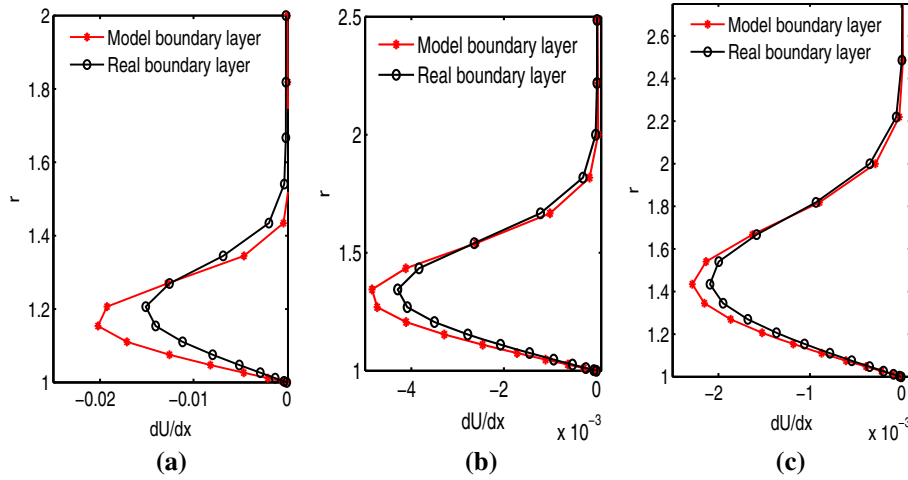 2
1.8
1.6
1.4
1.2
1
r
Model boundary layer
Real boundary layer
−0.02
−0.01
0
dU/dx
(a)
2.5
2
1.5
1
r
Model boundary layer
Real boundary layer
−4
−2
0
dU/dx
x 10⁻³
(b)
2.6
2.2
2
1.8
1.6
1.4
1.2
1
r
Model boundary layer
Real boundary layer
−2
−1
0
dU/dx
x 10⁻³
(c)